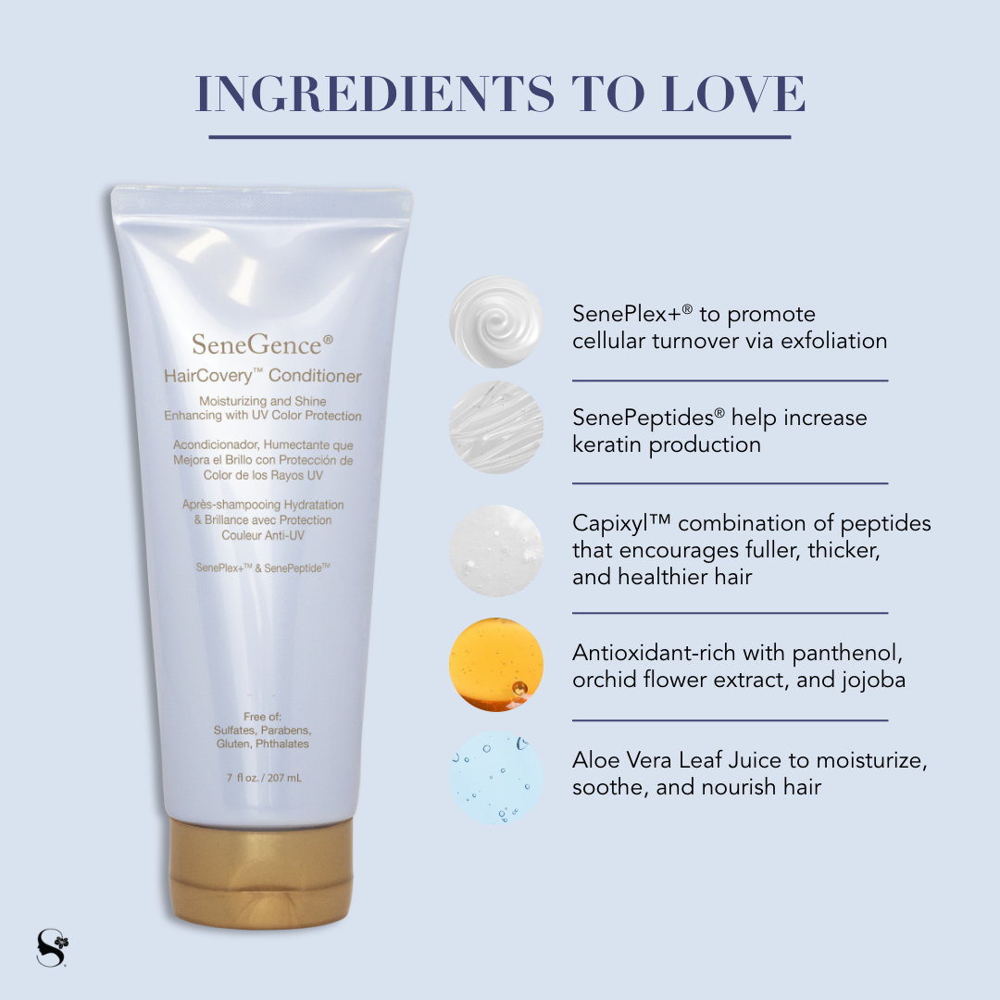 INGREDIENTS TO LOVE
SeneGence®
HairCovery™ Conditioner
Moisturizing and Shine
Enhancing with UV Color Protection
Acondicionador, Humectante que
Mejora el Brillo con Protección de
Color de los Rayos UV
Après-shampooing Hydratation
& Brillance avec Protection
Couleur Anti-UV
SenePlex+™ & SenePeptide™
Free of:
Sulfates, Parabens,
Gluten, Phthalates
7 fl oz. / 207 mL
SenePlex+® to promote
cellular turnover via exfoliation
SenePeptides® help increase
keratin production
Capixyl™ combination of peptides
that encourages fuller, thicker,
and healthier hair
Antioxidant-rich with panthenol,
orchid flower extract, and jojoba
Aloe Vera Leaf Juice to moisturize,
soothe, and nourish hair